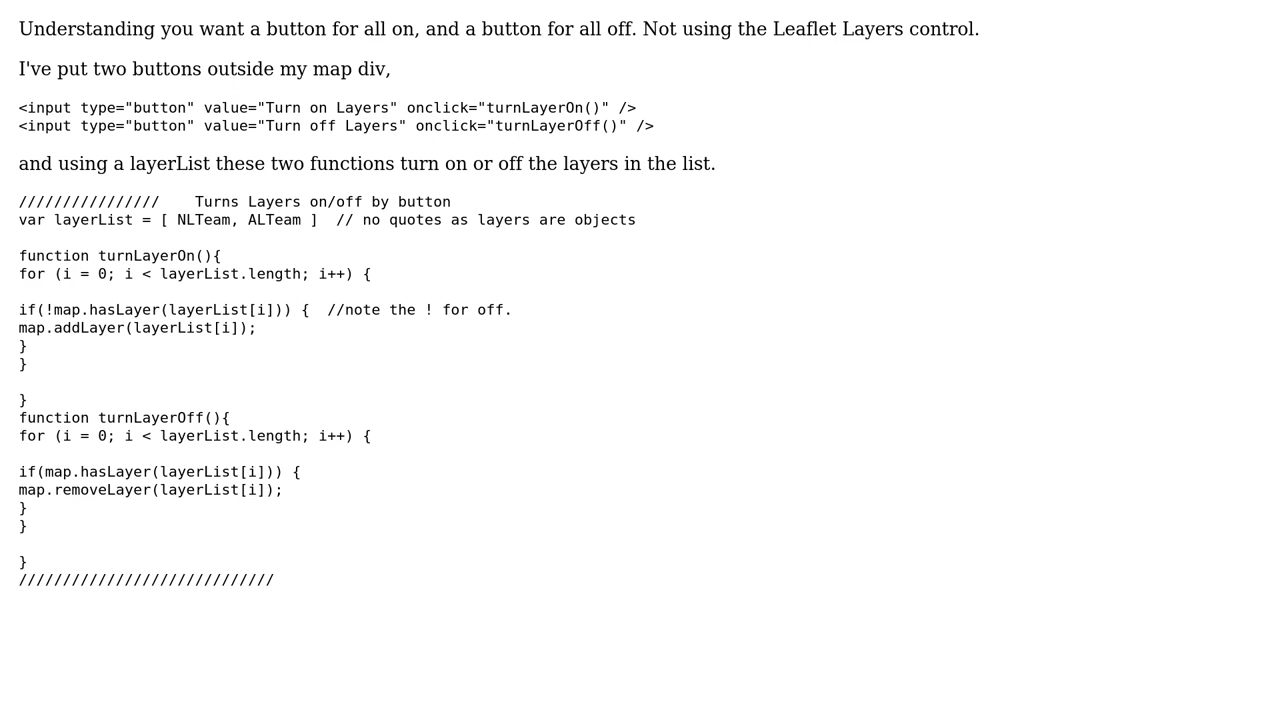 Understanding you want a button for all on, and a button for all off. Not using the Leaflet Layers control.
I've put two buttons outside my map div,
<input type="button" value="Turn on Layers" onclick="turnLayerOn()" />
<input type="button" value="Turn off Layers" onclick="turnLayerOff()" />
and using a layerList these two functions turn on or off the layers in the list.
////////////////    Turns Layers on/off by button
var layerList = [ NLTeam, ALTeam ]  // no quotes as layers are objects
function turnLayerOn(){
for (i = 0; i < layerList.length; i++) {
if(!map.hasLayer(layerList[i])) {  //note the ! for off.
map.addLayer(layerList[i]);
}
}
}
function turnLayerOff(){
for (i = 0; i < layerList.length; i++) {
if(map.hasLayer(layerList[i])) {
map.removeLayer(layerList[i]);
}
}
}
/////////////////////////////